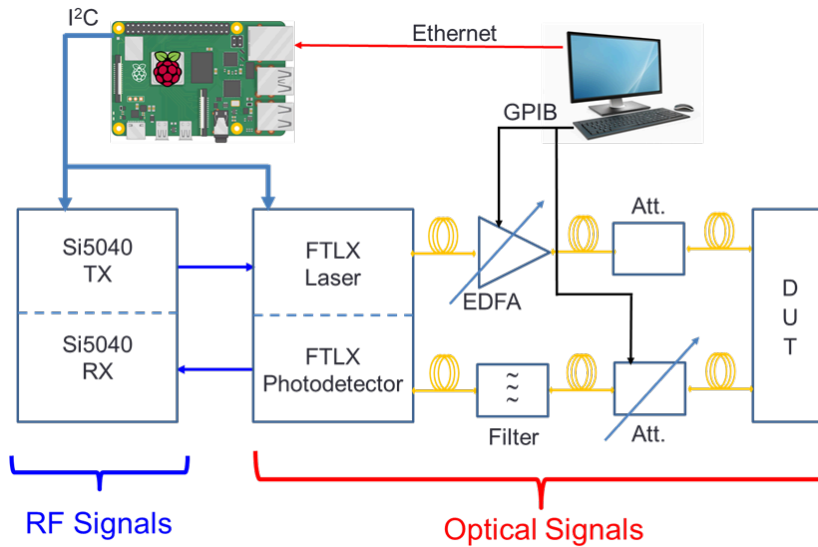 I²C
Ethernet
GPIB
Si5040
TX
Si5040
RX
FTLX
Laser
FTLX
Photodetector
EDFA
Att.
~
~
~
Filter
Att.
D
U
T
RF Signals
Optical Signals